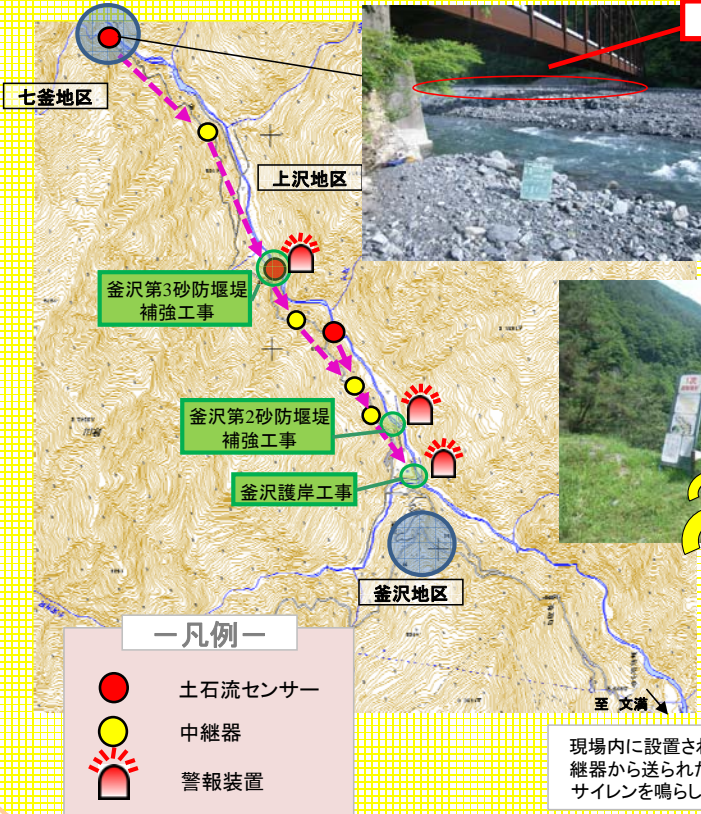 七釜地区
上沢地区
釜沢第3砂防堰堤
補強工事
釜沢第2砂防堰堤
補強工事
釜沢護岸工事
釜沢地区
至 文満
ー凡例ー
土石流センサー
中継器
警報装置
現場内に設置され
継器から送られた
サイレンを鳴らし